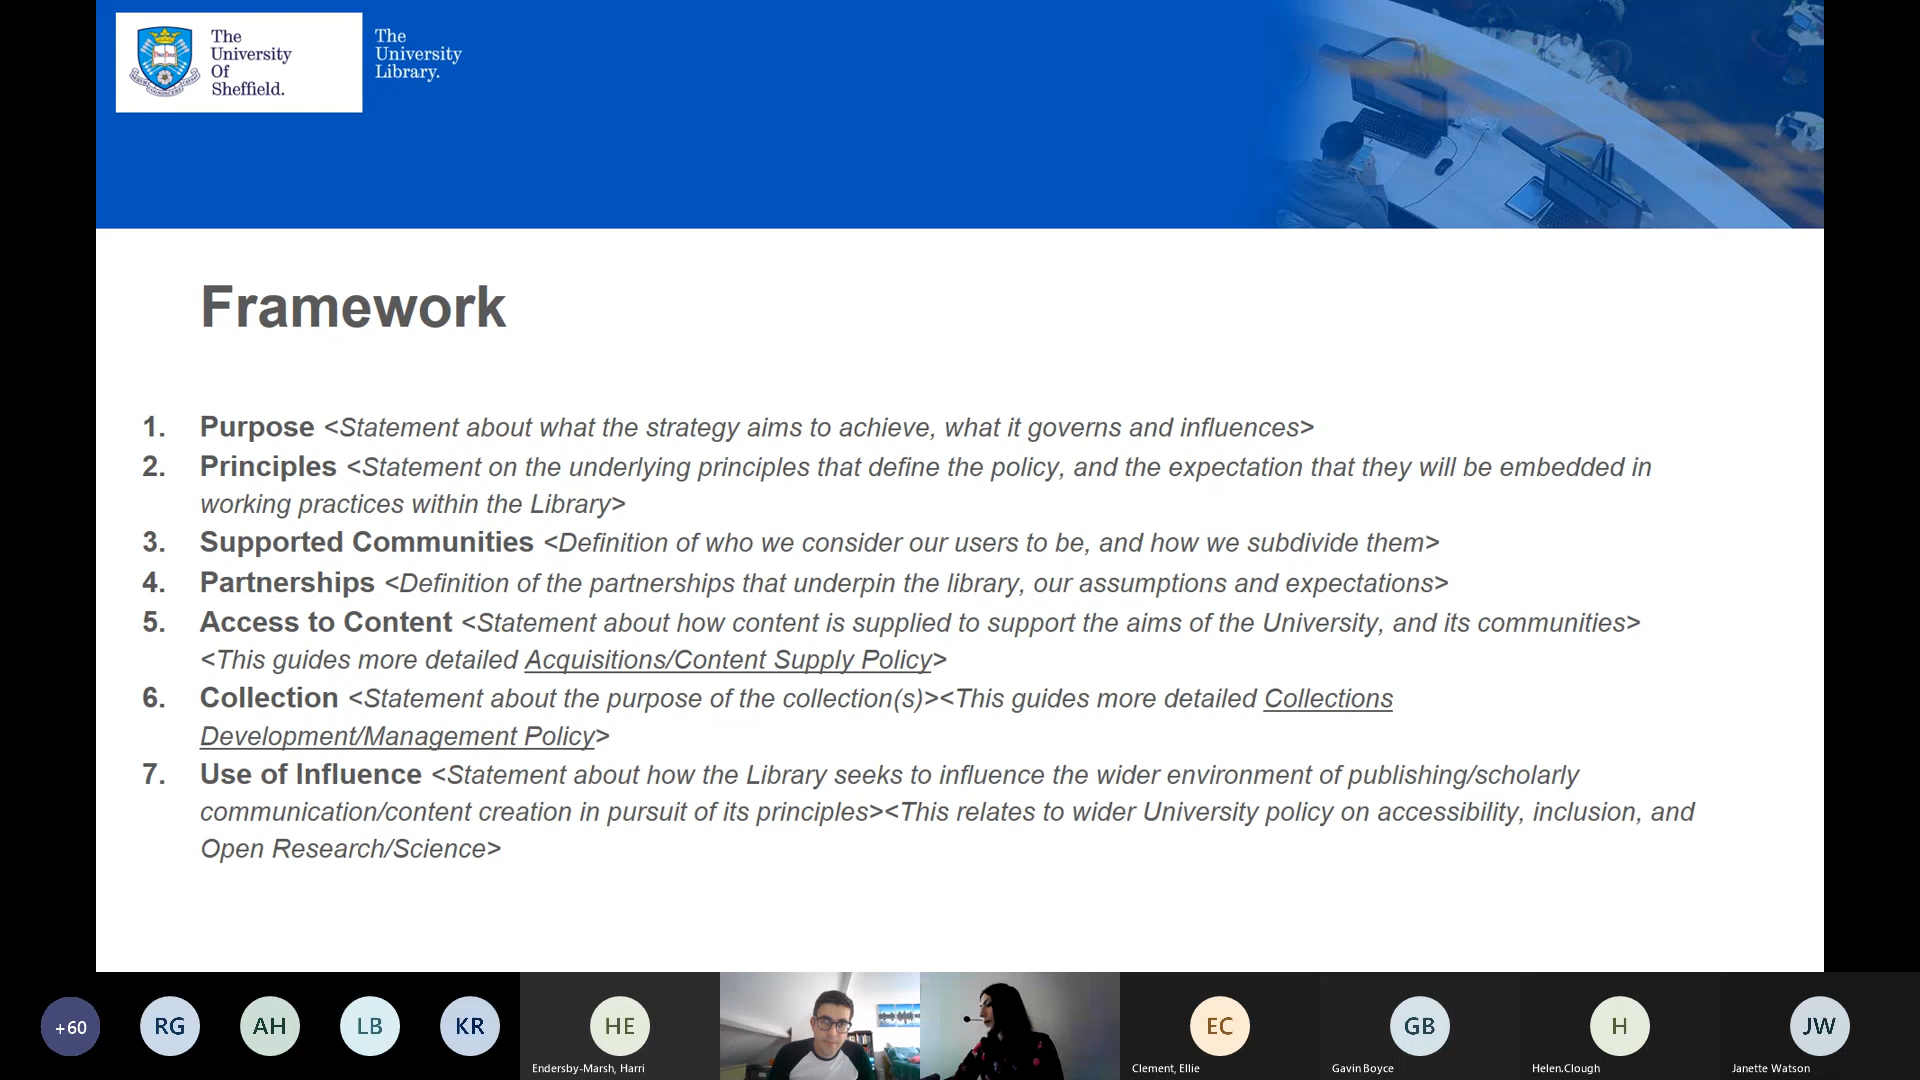 The
University
Of
Sheffield.
The
University
Library.
Framework
1. Purpose <Statement about what the strategy aims to achieve, what it governs and influences>
2. Principles <Statement on the underlying principles that define the policy, and the expectation that they will be embedded in
working practices within the Library>
3. Supported Communities <Definition of who we consider our users to be, and how we subdivide them>
4. Partnerships <Definition of the partnerships that underpin the library, our assumptions and expectations>
5. Access to Content <Statement about how content is supplied to support the aims of the University, and its communities>
<This guides more detailed Acquisitions/Content Supply Policy>
6. Collection <Statement about the purpose of the collection(s)><This guides more detailed Collections
Development/Management Policy>
7. Use of Influence <Statement about how the Library seeks to influence the wider environment of publishing/scholarly
communication/content creation in pursuit of its principles><This relates to wider University policy on accessibility, inclusion, and
Open Research/Science>
+60 RG AH LB KR HE EC GB H JW
Endersby-Marsh, Harri Clement, Ellie Gavin Boyce Helen.Clough Janette Watson